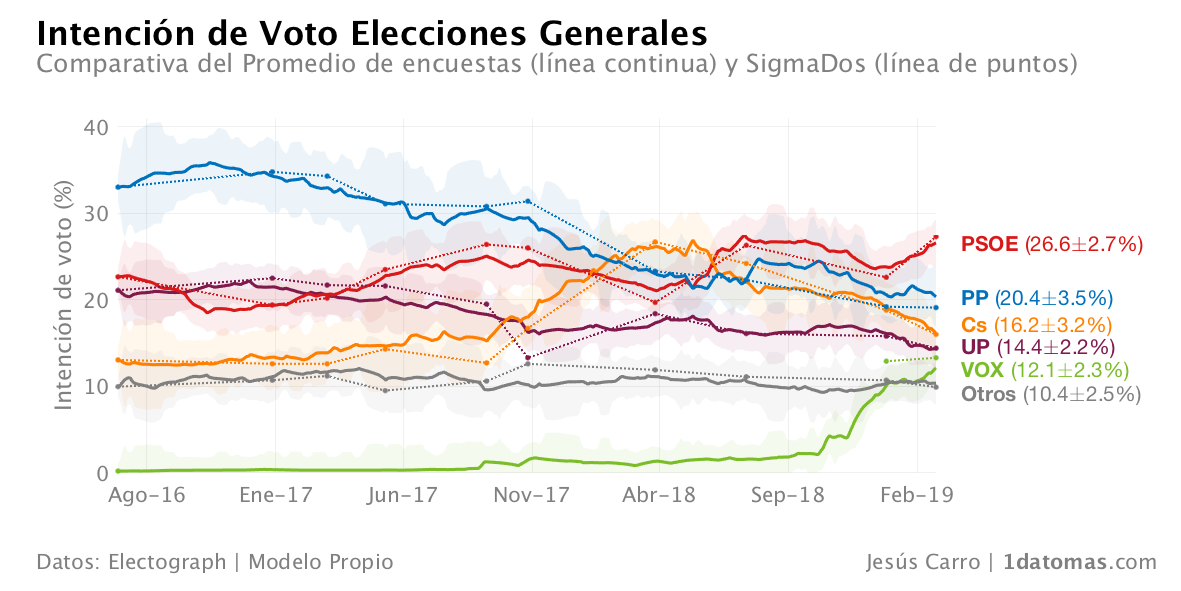 Intención de Voto Elecciones Generales
Comparativa del Promedio de encuestas (línea continua) y SigmaDos (línea de puntos)
Intención de voto (%)
40
30
20
10
0
Ago-16 Ene-17 Jun-17 Nov-17 Abr-18 Sep-18 Feb-19
PSOE (26.6±2.7%)
PP (20.4±3.5%)
Cs (16.2±3.2%)
UP (14.4±2.2%)
VOX (12.1±2.3%)
Otros (10.4±2.5%)
Datos: Electograph | Modelo Propio
Jesús Carro | 1datomas.com